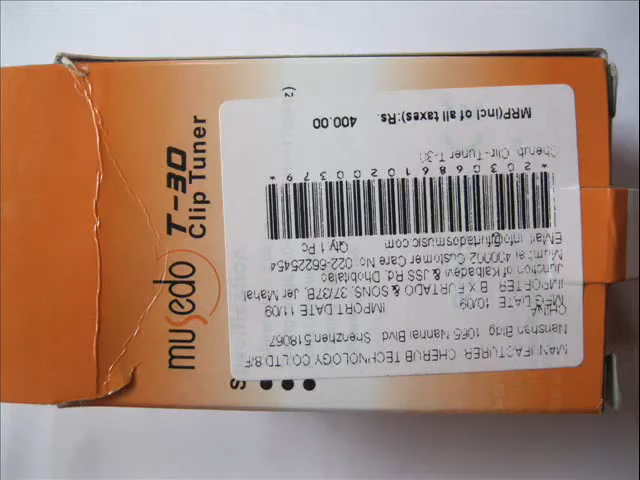 musedo T-30
Clip Tuner
MANUFACTURER CHERUB TECHNOLOGY CO LTD 8/F
Nanshan Bldg 1065 Nanhai Blvd Shenzhen 518067
CHINA
MFG DATE 10/09 IMPORT DATE 11/09
IMPORTER B X FURTADO & SONS, 37/37B, Jer Mahal
Junction of Kalbadevi & JSS Rd, Dhobitalao
Mumbai 400002 Customer Care No. 022-66225454
EMail info@furtadosmusic.com Qty 1 Pc
Cherub Clip-Tuner T-30
MRP(incl of all taxes):Rs. 400.00